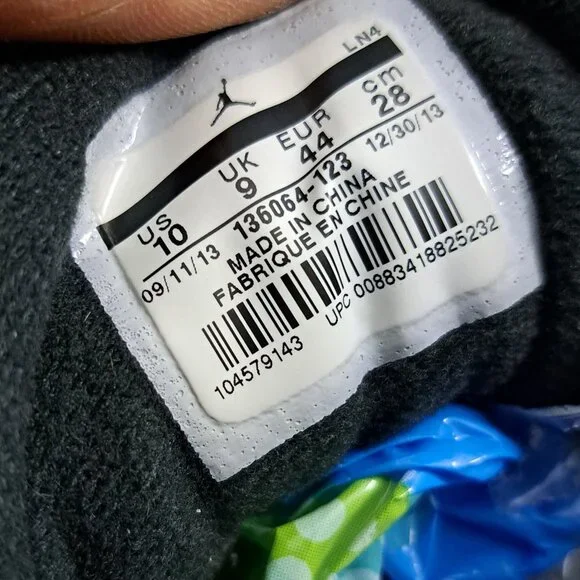 LN4
US UK EUR cm
10 9 44 28
09/11/13 136064-123 12/30/13
MADE IN CHINA
FABRIQUE EN CHINE
UPC 00883418825232
104579143